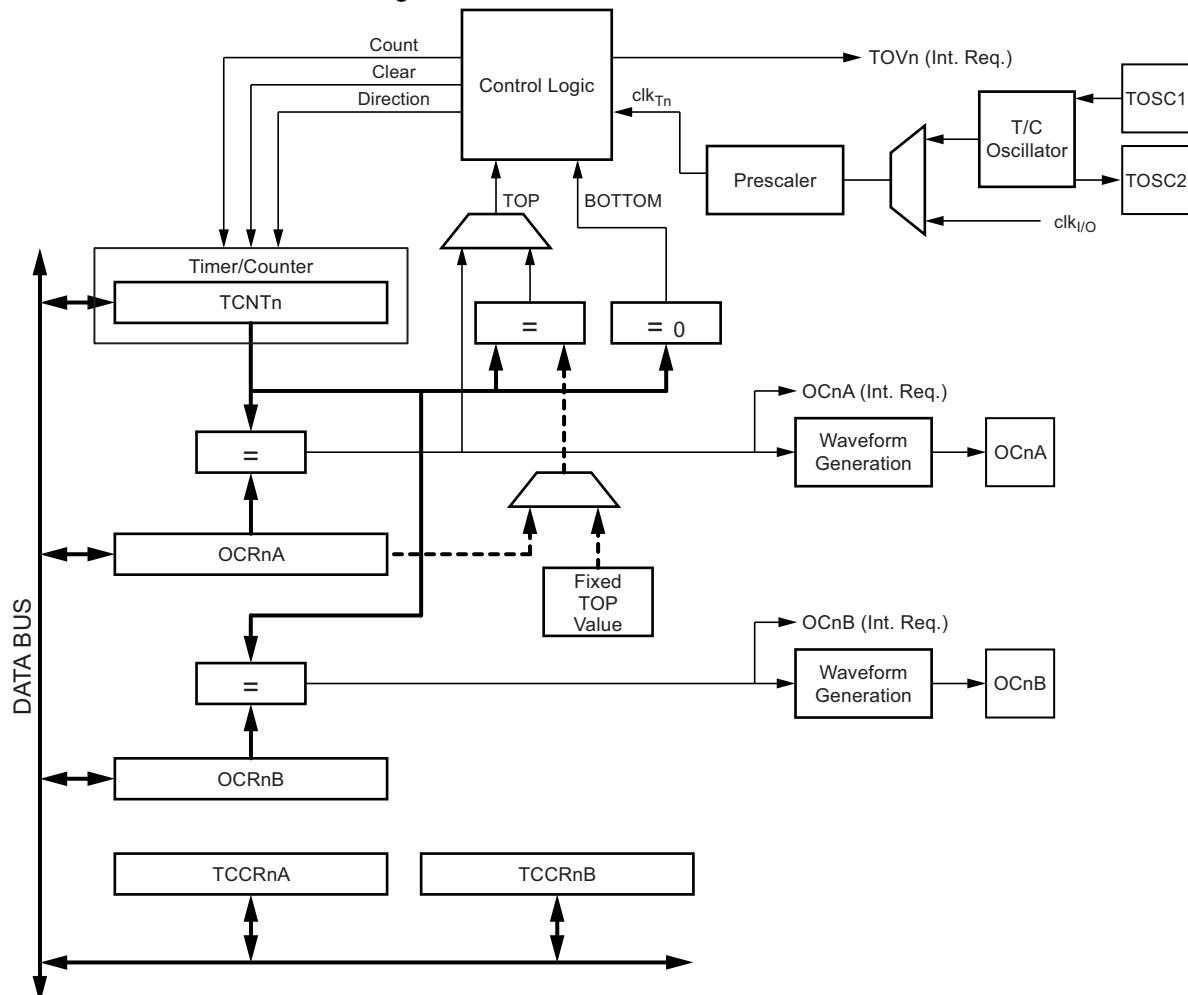 Count
Clear
Direction
Control Logic
TOVn (Int. Req.)
clkTn
TOSC1
T/C
Oscillator
TOSC2
Prescaler
clkI/O
TOP
BOTTOM
Timer/Counter
TCNTn
=
= 0
OCnA (Int. Req.)
=
Waveform
Generation
OCnA
OCRnA
Fixed
TOP
Value
DATA BUS
OCnB (Int. Req.)
=
Waveform
Generation
OCnB
OCRnB
TCCRnA
TCCRnB